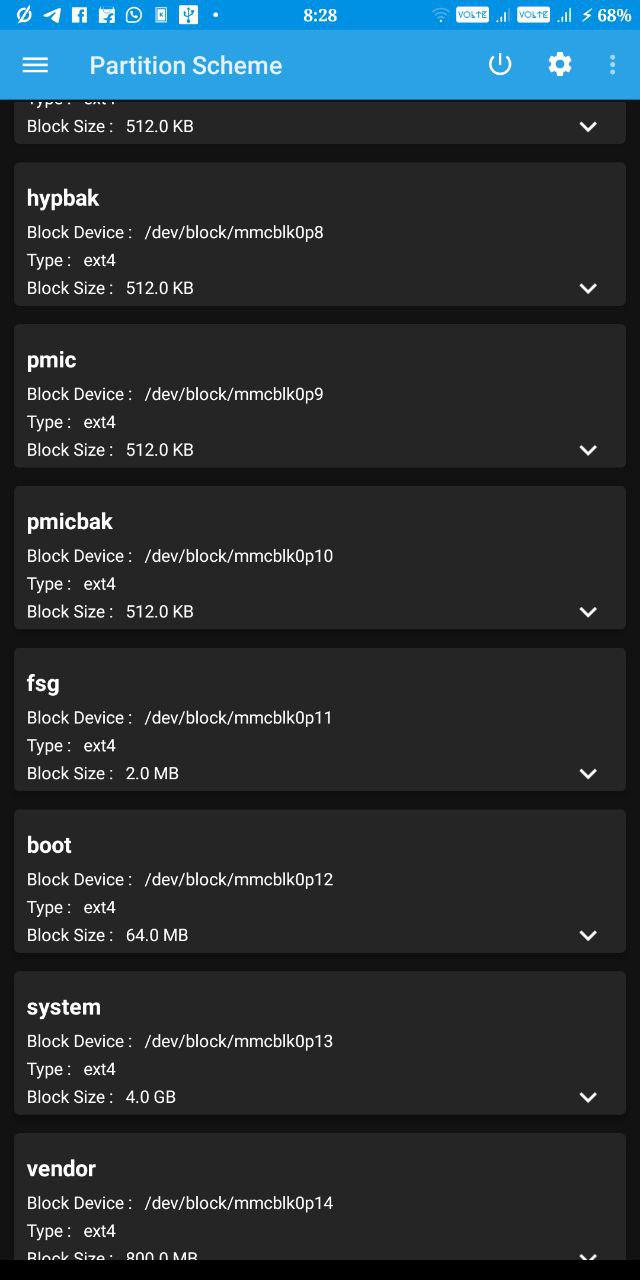 8:28
VOLTE
VOLTE
68%
Partition Scheme
Type : ext4
Block Size : 512.0 KB
hypbak
Block Device : /dev/block/mmcblk0p8
Type : ext4
Block Size : 512.0 KB
pmic
Block Device : /dev/block/mmcblk0p9
Type : ext4
Block Size : 512.0 KB
pmicbak
Block Device : /dev/block/mmcblk0p10
Type : ext4
Block Size : 512.0 KB
fsg
Block Device : /dev/block/mmcblk0p11
Type : ext4
Block Size : 2.0 MB
boot
Block Device : /dev/block/mmcblk0p12
Type : ext4
Block Size : 64.0 MB
system
Block Device : /dev/block/mmcblk0p13
Type : ext4
Block Size : 4.0 GB
vendor
Block Device : /dev/block/mmcblk0p14
Type : ext4
Block Size : 800.0 MB